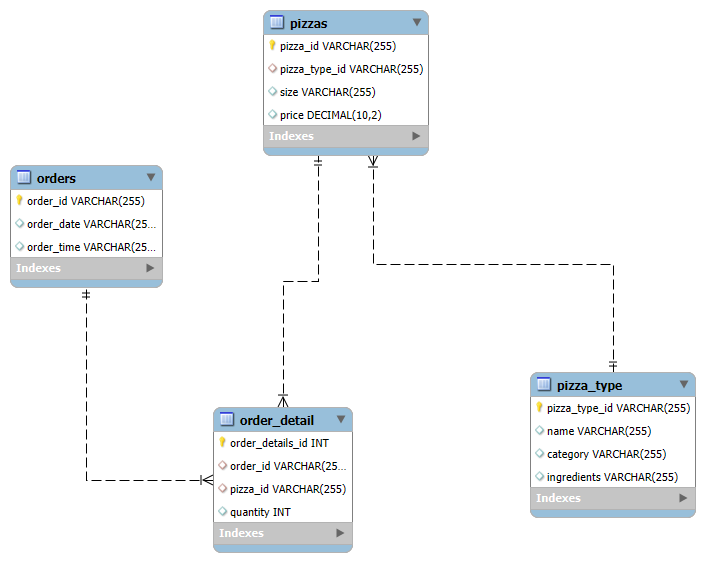 pizzas
pizza_id VARCHAR(255)
pizza_type_id VARCHAR(255)
size VARCHAR(255)
price DECIMAL(10,2)
Indexes
orders
order_id VARCHAR(255)
order_date VARCHAR(25...
order_time VARCHAR(25...
Indexes
order_detail
order_details_id INT
order_id VARCHAR(25...
pizza_id VARCHAR(255)
quantity INT
Indexes
pizza_type
pizza_type_id VARCHAR(255)
name VARCHAR(255)
category VARCHAR(255)
ingredients VARCHAR(255)
Indexes